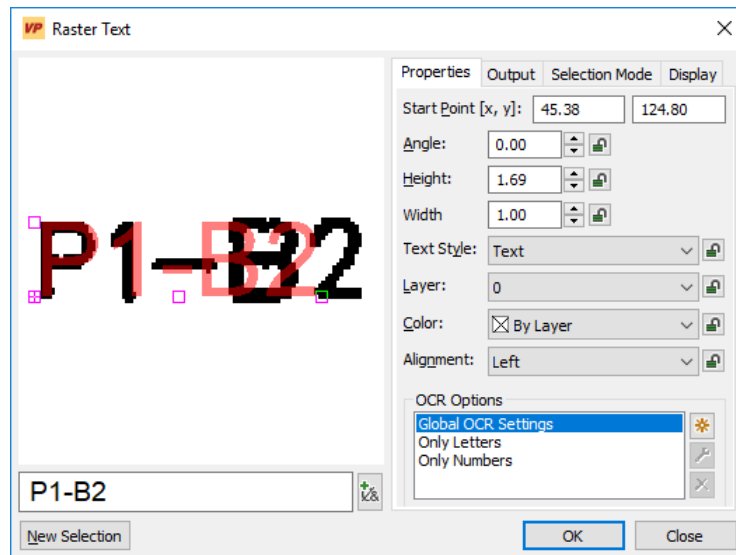 VP Raster Text
Properties Output Selection Mode Display
Start Point [x, y]: 45.38 124.80
Angle: 0.00
Height: 1.69
Width 1.00
Text Style: Text
Layer: 0
Color: By Layer
Alignment: Left
P1-B2
OCR Options
Global OCR Settings
Only Letters
Only Numbers
P1-B2
New Selection OK Close